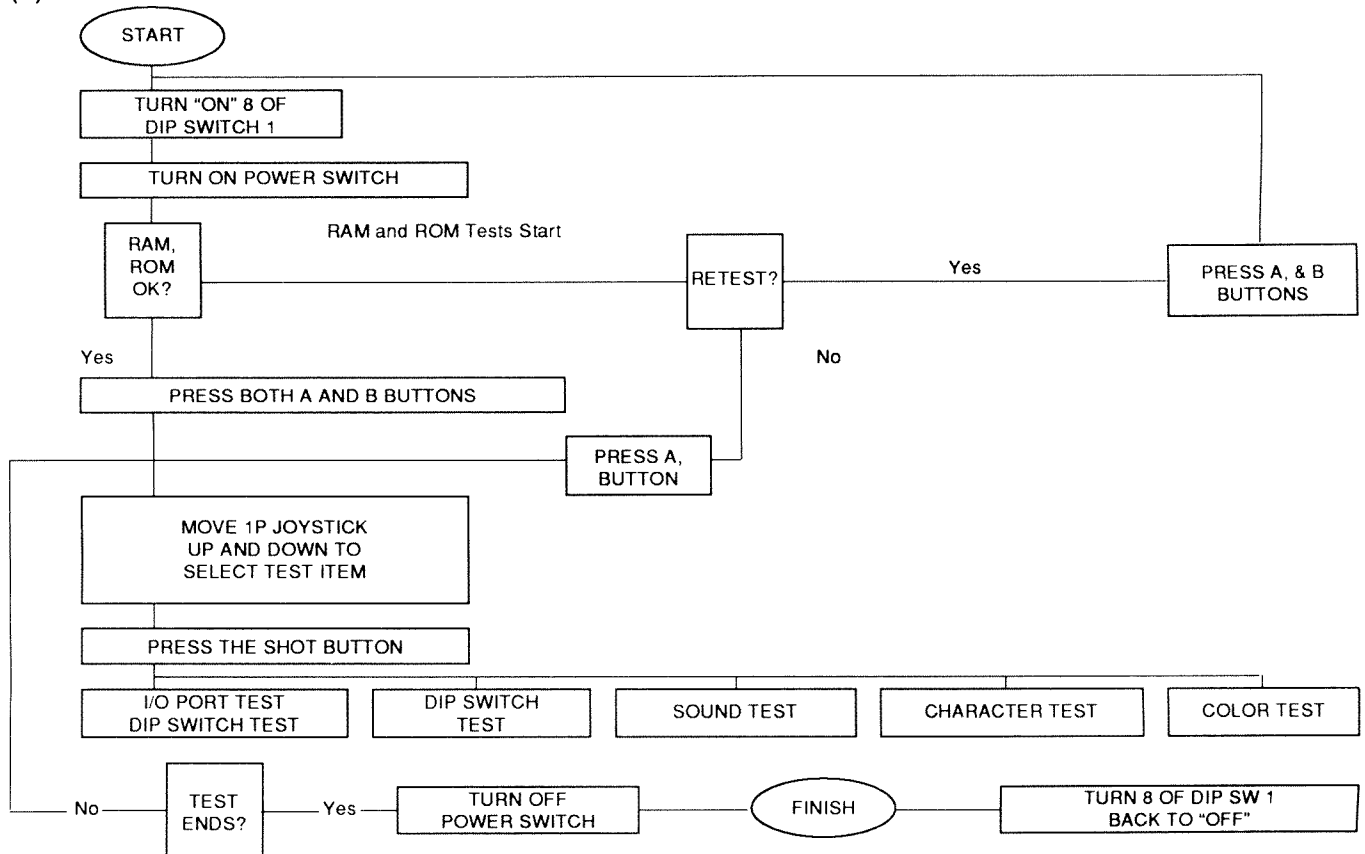 START
TURN "ON" 8 OF
DIP SWITCH 1
TURN ON POWER SWITCH
RAM,
ROM
OK?
RAM and ROM Tests Start
RETEST?
Yes
PRESS A, & B
BUTTONS
Yes
No
PRESS BOTH A AND B BUTTONS
PRESS A,
BUTTON
MOVE 1P JOYSTICK
UP AND DOWN TO
SELECT TEST ITEM
PRESS THE SHOT BUTTON
I/O PORT TEST
DIP SWITCH TEST
DIP SWITCH
TEST
SOUND TEST
CHARACTER TEST
COLOR TEST
No
TEST
ENDS?
Yes
TURN OFF
POWER SWITCH
FINISH
TURN 8 OF DIP SW 1
BACK TO "OFF"